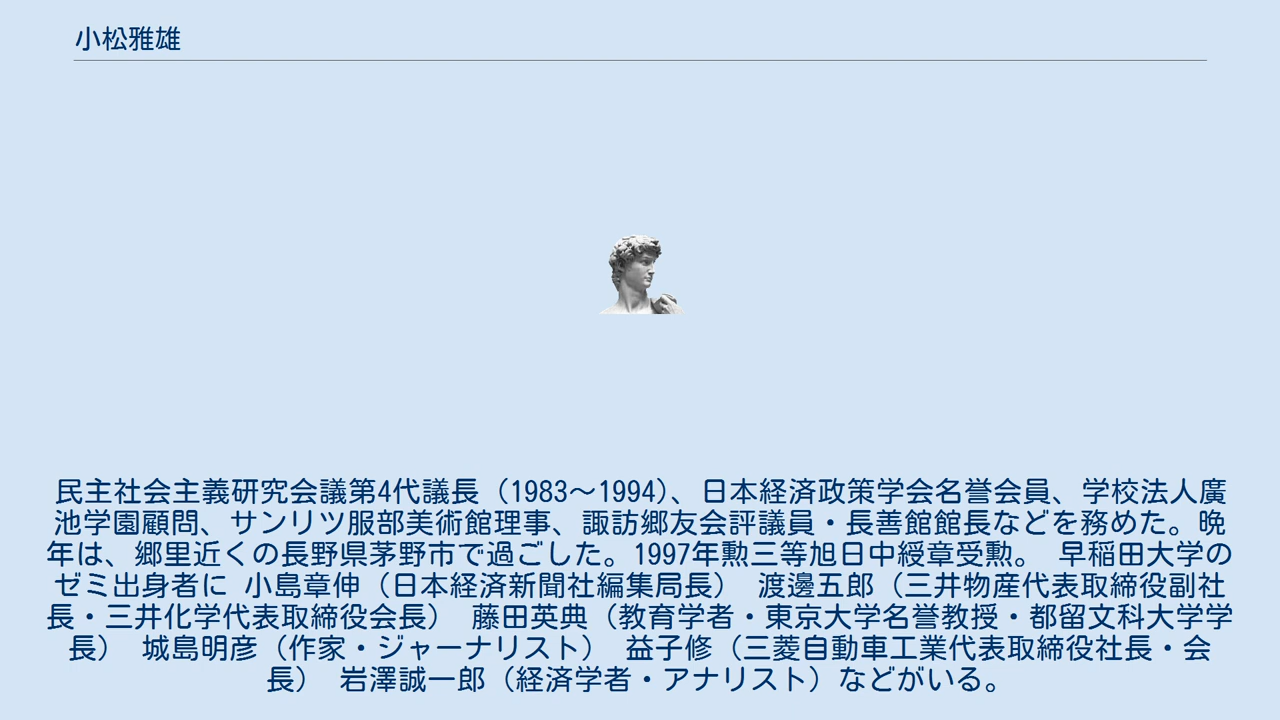 小松雅雄
民主社会主義研究会議第4代議長（1983～1994）、日本経済政策学会名誉会員、学校法人廣
池学園顧問、サンリツ服部美術館理事、諏訪郷友会評議員・長善館館長などを務めた。晩
年は、郷里近くの長野県茅野市で過ごした。1997年勲三等旭日中綬章受勲。 早稲田大学の
ゼミ出身者に 小島章伸（日本経済新聞社編集局長） 渡邊五郎（三井物産代表取締役副社
長・三井化学代表取締役会長） 藤田英典（教育学者・東京大学名誉教授・都留文科大学学
長） 城島明彦（作家・ジャーナリスト） 益子修（三菱自動車工業代表取締役社長・会
長） 岩澤誠一郎（経済学者・アナリスト）などがいる。